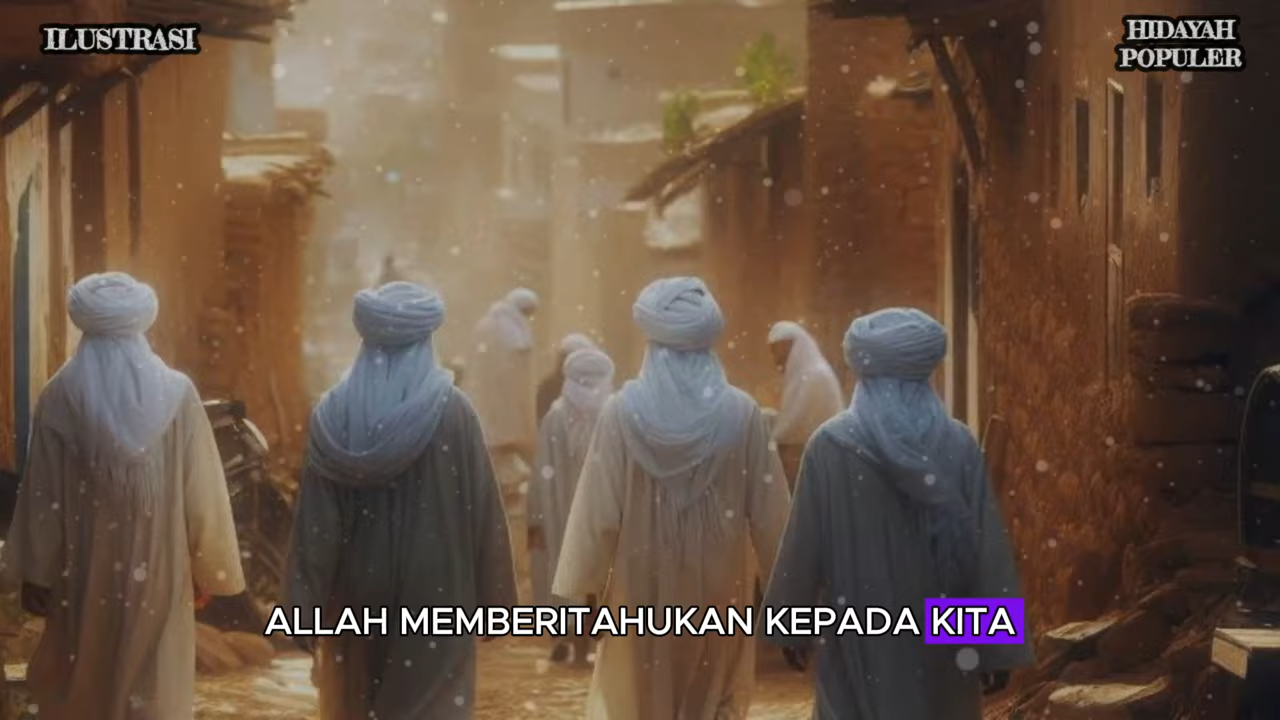 ILUSTRASI
HIDAYAH
POPULER
ALLAH MEMBERITAHUKAN KEPADA KITA